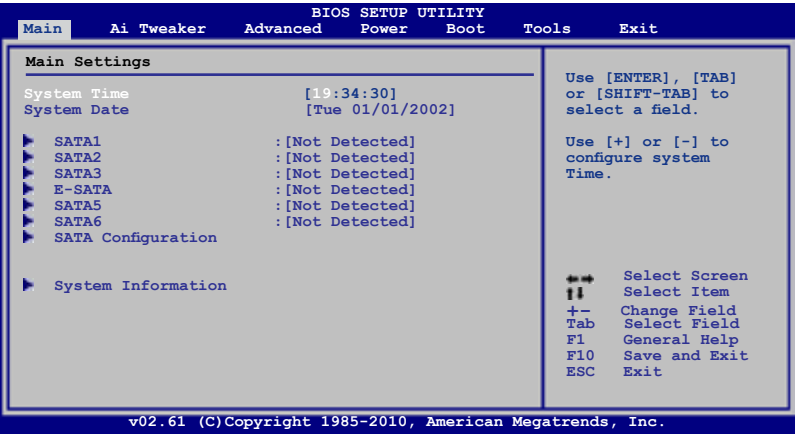 BIOS SETUP UTILITY
Main Ai Tweaker Advanced Power Boot Tools Exit
Main Settings
System Time [19:34:30]
System Date [Tue 01/01/2002]
SATA1 :[Not Detected]
SATA2 :[Not Detected]
SATA3 :[Not Detected]
E-SATA :[Not Detected]
SATA5 :[Not Detected]
SATA6 :[Not Detected]
SATA Configuration
System Information
Use [ENTER], [TAB]
or [SHIFT-TAB] to
select a field.
Use [+] or [-] to
configure system
Time.
←→ Select Screen
↑↓ Select Item
+- Change Field
Tab Select Field
F1 General Help
F10 Save and Exit
ESC Exit
v02.61 (C)Copyright 1985-2010, American Megatrends, Inc.